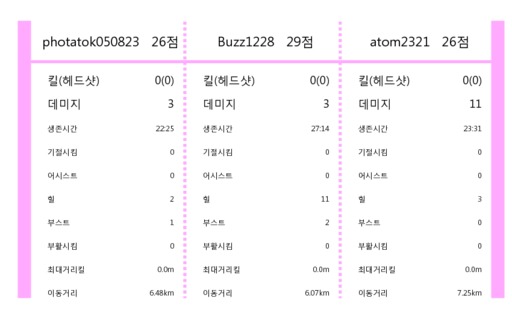 photatok050823 26점 Buzz1228 29점 atom2321 26점
킬(헤드샷) 0(0) 킬(헤드샷) 0(0) 킬(헤드샷) 0(0)
데미지 3 데미지 3 데미지 11
생존시간 22:25 생존시간 27:14 생존시간 23:31
기절시킴 0 기절시킴 0 기절시킴 0
어시스트 0 어시스트 0 어시스트 0
힐 2 힐 11 힐 3
부스트 1 부스트 2 부스트 0
부활시킴 0 부활시킴 0 부활시킴 0
최대거리킬 0.0m 최대거리킬 0.0m 최대거리킬 0.0m
이동거리 6.48km 이동거리 6.07km 이동거리 7.25km